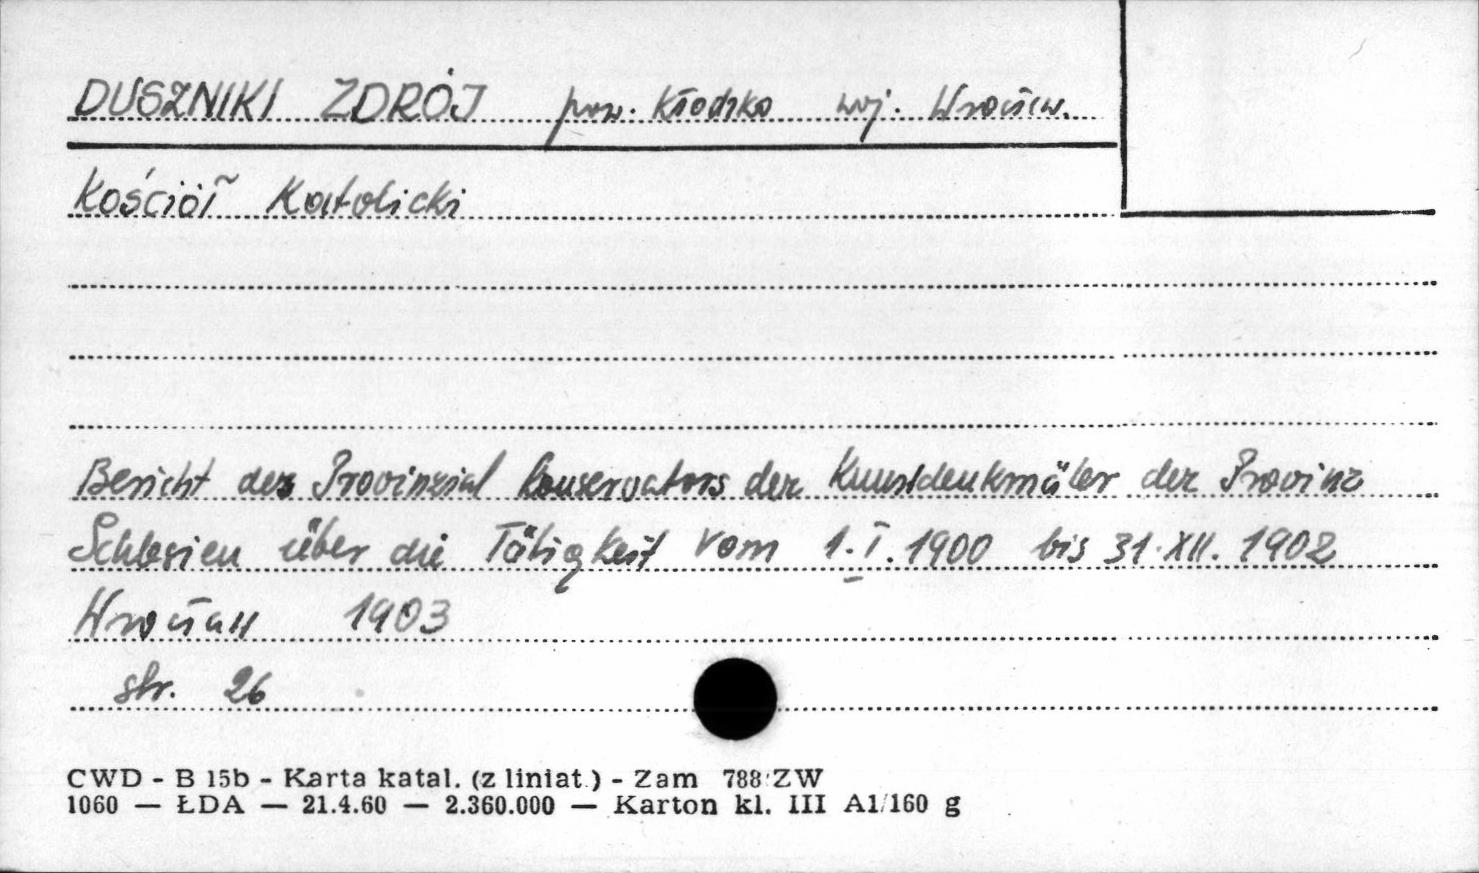 DUSZNIKI ZDRÓJ pow. Kłodzko woj. Wrocław.
Kościół Katolicki
Bericht des Provinzial Konservators der Kunstdenkmäler der Provinz
Schlesien über die Tätigkeit vom 1.I.1900 bis 31.XII.1902
Wrocław 1903
str. 26
CWD - B 15b - Karta katal. (z liniat.) - Zam 788 ZW
1060 — ŁDA — 21.4.60 — 2.360.000 — Karton kl. III A1/160 g